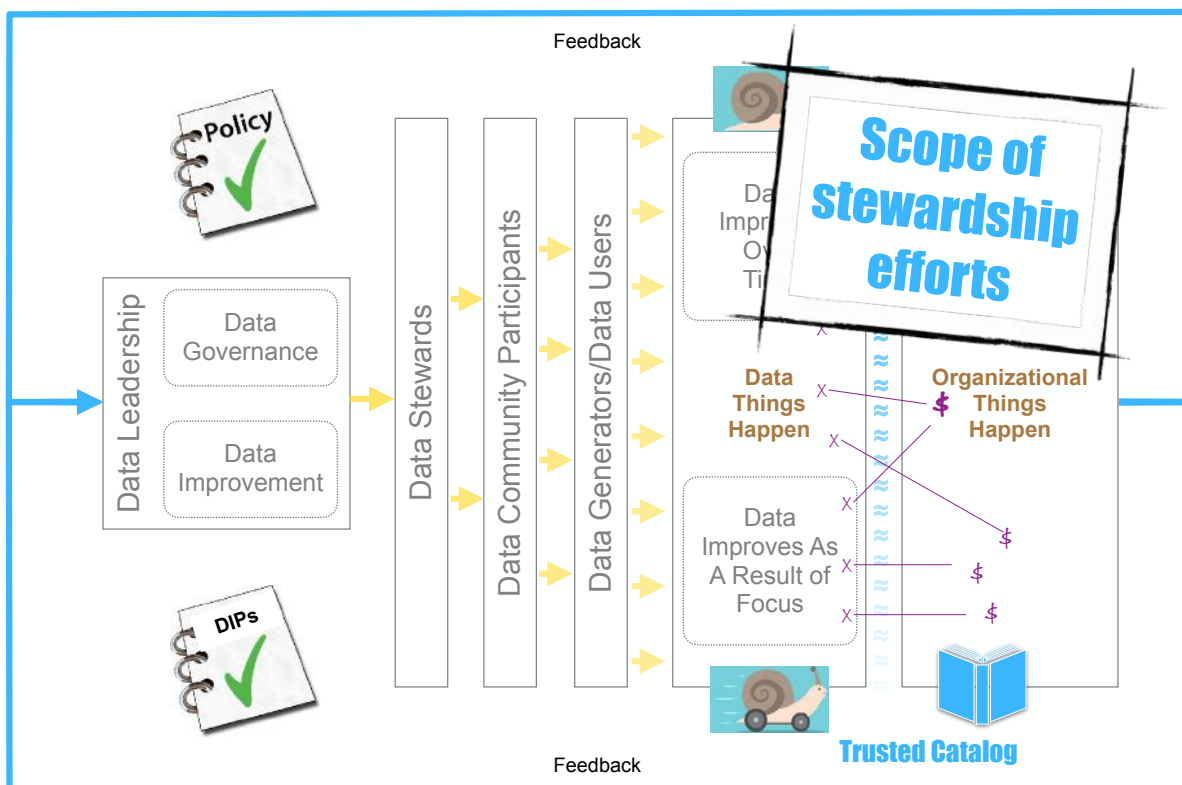 Feedback
Policy
Scope of
stewardship
efforts
Data Leadership
Data
Governance
Data
Improvement
DIPs
Data Stewards
Data Community Participants
Data Generators/Data Users
Data
Things
Happen
Organizational
Things
Happen
X
X
X
X
X
X
$
$
$
$
Data
Improves As
A Result of
Focus
Trusted Catalog
Feedback